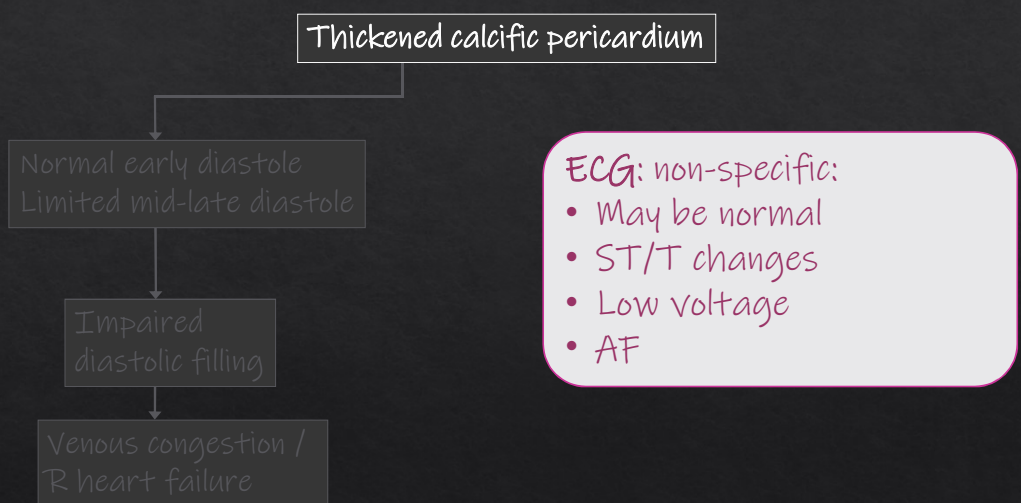 Thickened calcific pericardium
Normal early diastole
Limited mid-late diastole
Impaired
diastolic filling
Venous congestion /
R heart failure
ECG: non-specific:
• May be normal
• ST/T changes
• Low voltage
• AF